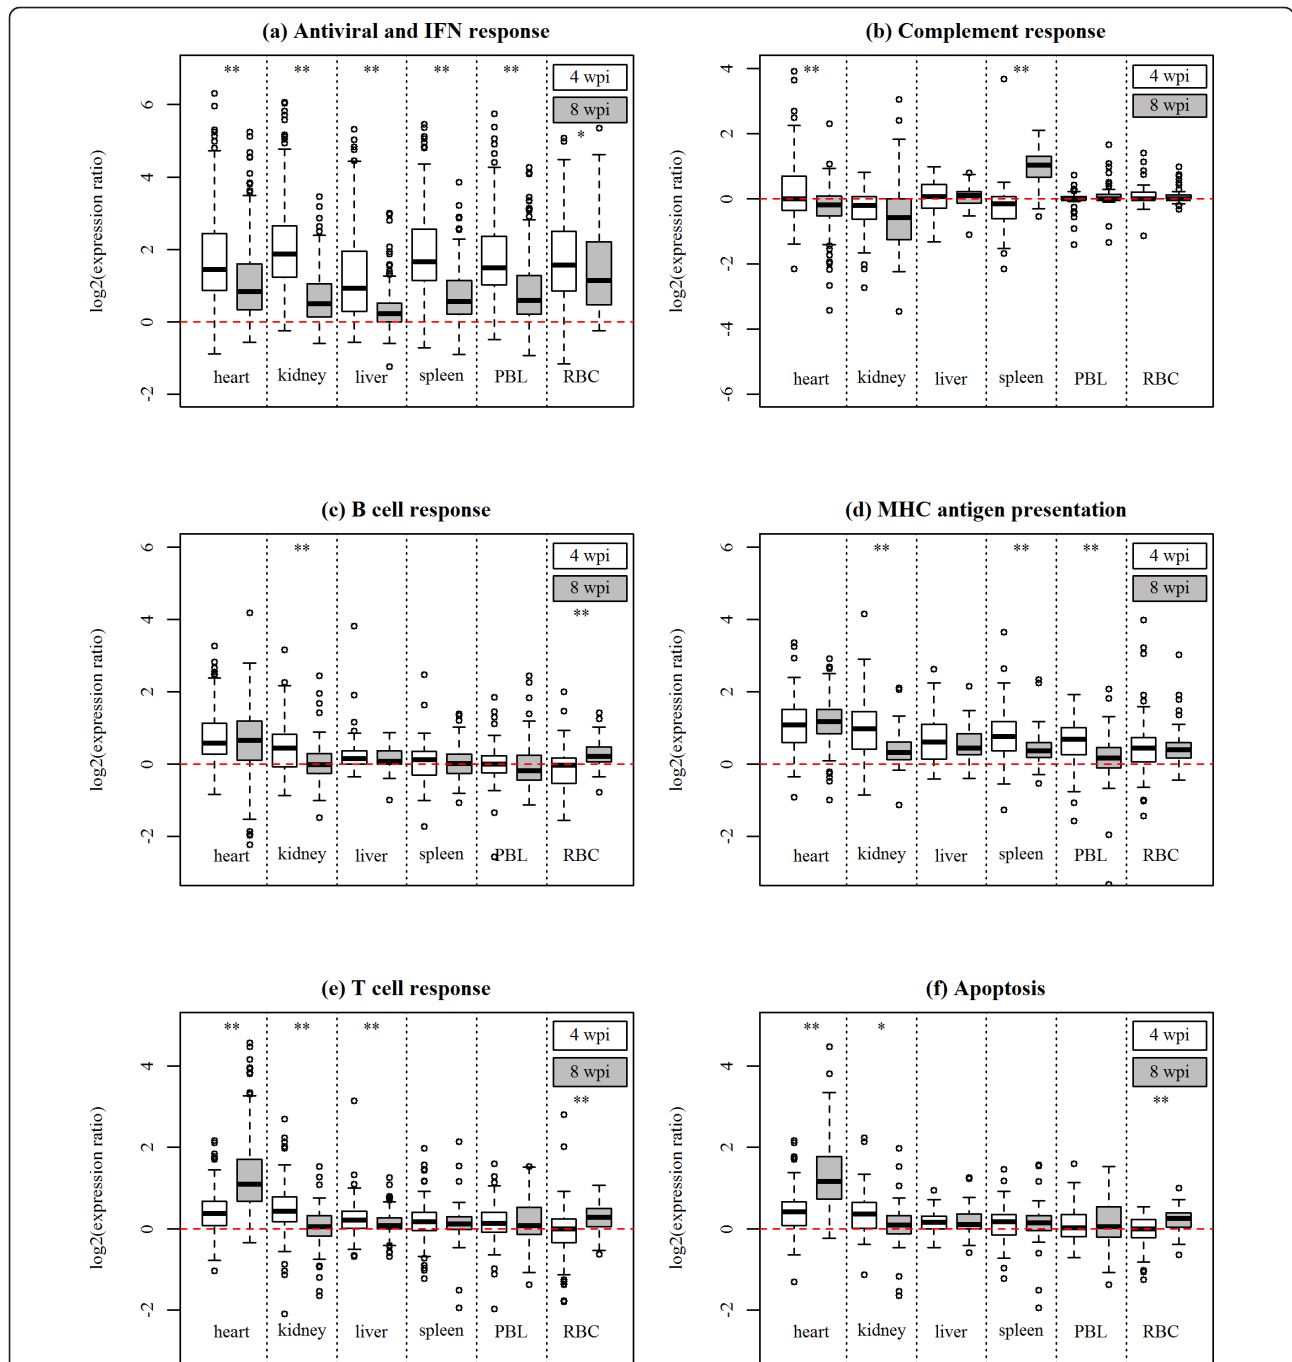 (a) Antiviral and IFN response
** ** ** ** **
4 wpi
8 wpi
*
log2(expression ratio)
6
4
2
0
-2
heart kidney liver spleen PBL RBC
(b) Complement response
** **
4 wpi
8 wpi
log2(expression ratio)
4
2
0
-2
-4
-6
heart kidney liver spleen PBL RBC
(c) B cell response
**
4 wpi
8 wpi
**
log2(expression ratio)
6
4
2
0
-2
heart kidney liver spleen PBL RBC
(d) MHC antigen presentation
** ** **
4 wpi
8 wpi
log2(expression ratio)
6
4
2
0
-2
heart kidney liver spleen PBL RBC
(e) T cell response
** ** **
4 wpi
8 wpi
**
log2(expression ratio)
4
2
0
-2
heart kidney liver spleen PBL RBC
(f) Apoptosis
** *
4 wpi
8 wpi
**
log2(expression ratio)
4
2
0
-2
heart kidney liver spleen PBL RBC